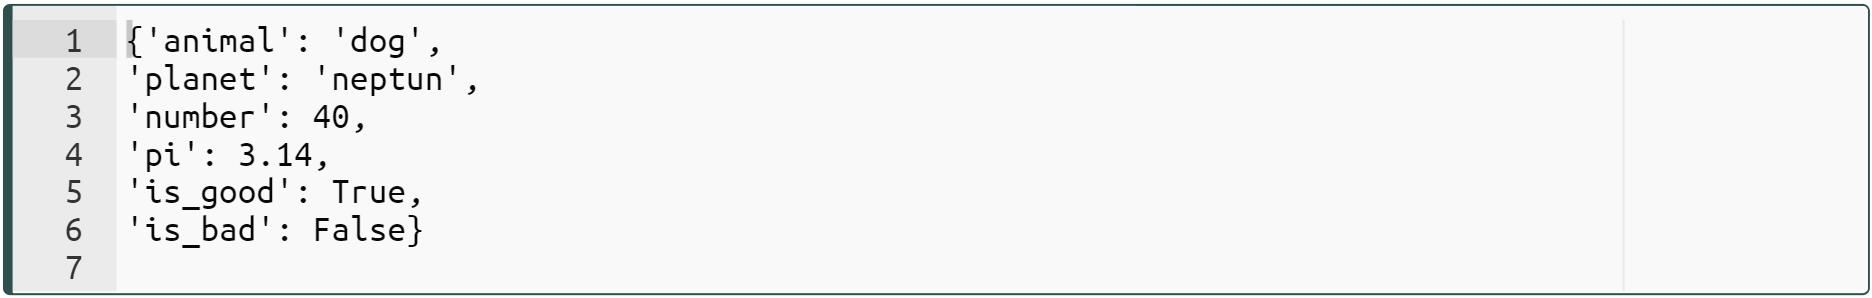 1 {'animal': 'dog',
2 'planet': 'neptun',
3 'number': 40,
4 'pi': 3.14,
5 'is_good': True,
6 'is_bad': False}
7